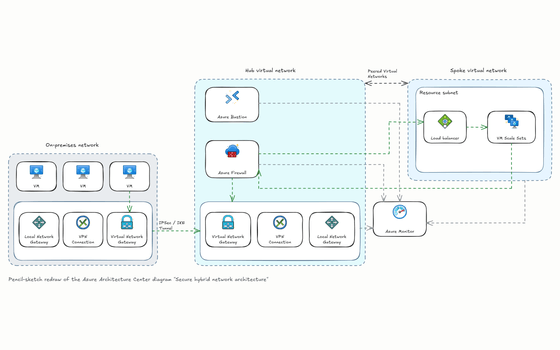 Hub virtual network
Peered Virtual
Networks
Spoke virtual network
Resource subnet
Azure Bastion
Load balancer
VM Scale Sets
On-premises network
Azure Firewall
VM
VM
VM
IPSec / IKE
Tunnel
Azure Monitor
Local Network
Gateway
VPN
Connection
Virtual Network
Gateway
Virtual Network
Gateway
VPN
Connection
Local Network
Gateway
Pencil-sketch redraw of the Azure Architecture Center diagram "Secure hybrid network architecture"